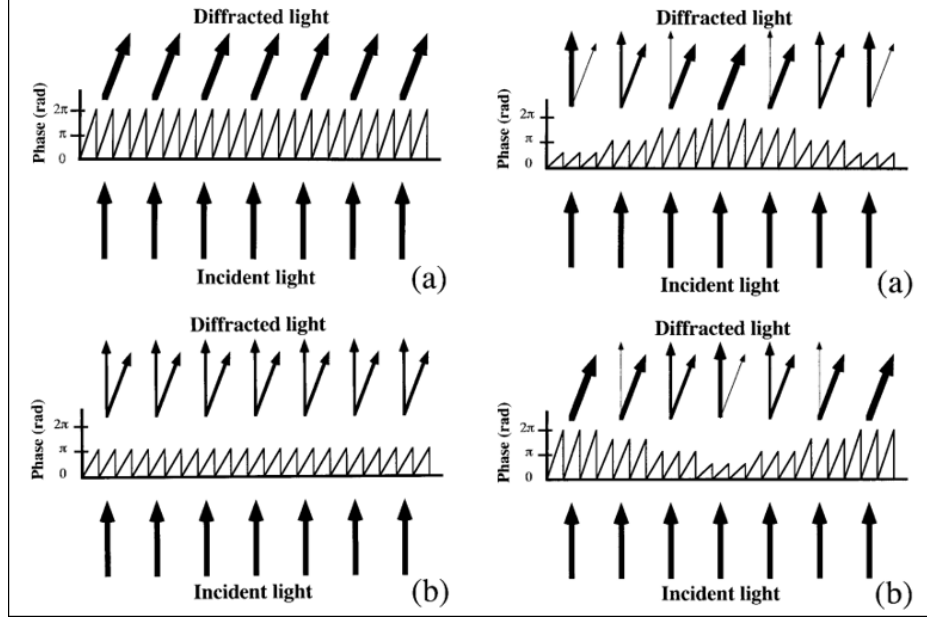 Diffracted light
Phase (rad)
2π
π
0
Incident light
(a)
Diffracted light
Phase (rad)
2π
π
0
Incident light
(b)
Diffracted light
Phase (rad)
2π
π
0
Incident light
(a)
Diffracted light
Phase (rad)
2π
π
0
Incident light
(b)